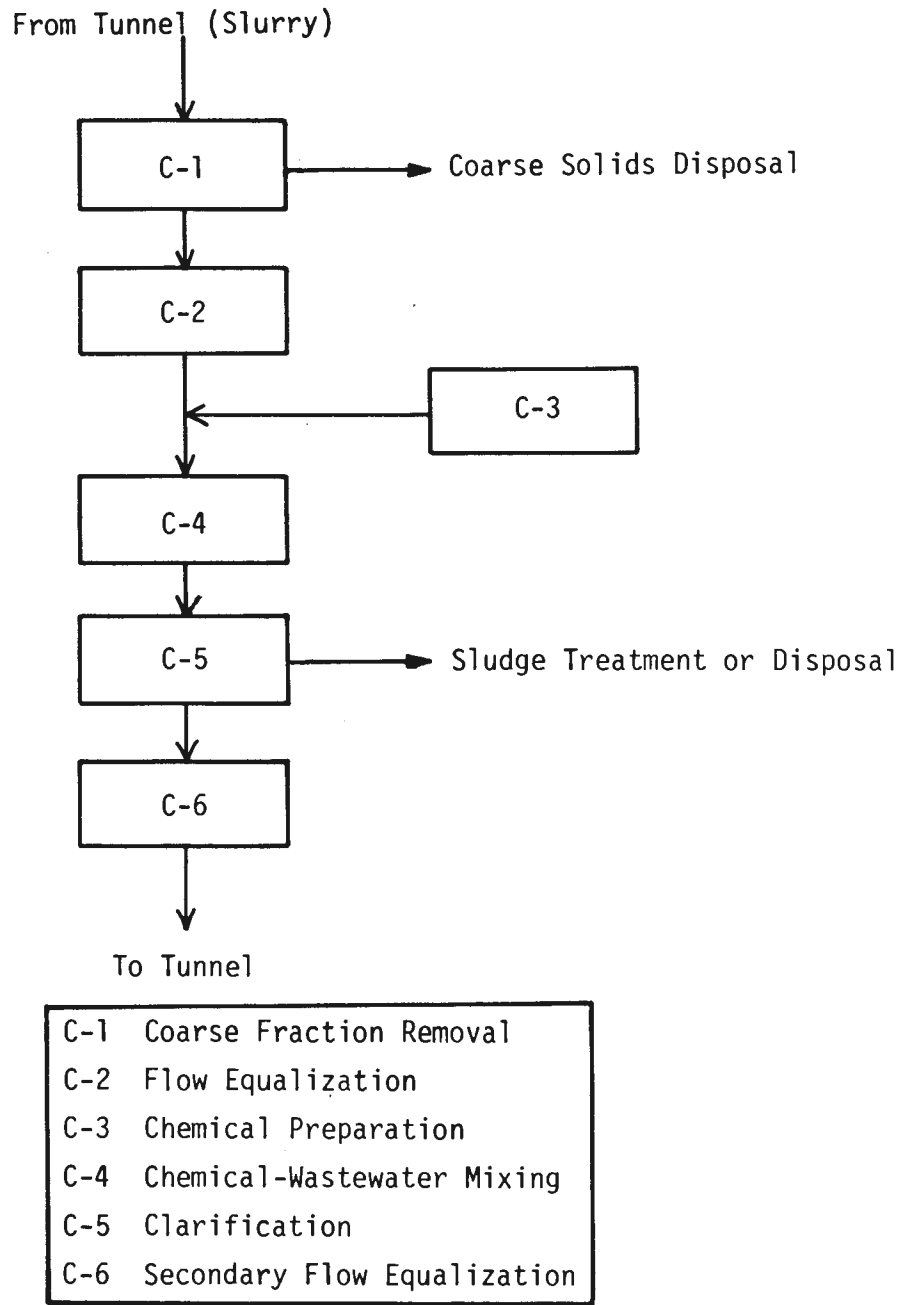 From Tunnel (Slurry)
C-1
Coarse Solids Disposal
C-2
C-3
C-4
C-5
Sludge Treatment or Disposal
C-6
To Tunnel
C-1 Coarse Fraction Removal
C-2 Flow Equalization
C-3 Chemical Preparation
C-4 Chemical-Wastewater Mixing
C-5 Clarification
C-6 Secondary Flow Equalization